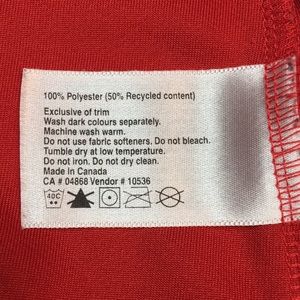 100% Polyester (50% Recycled content)
Exclusive of trim
Wash dark colours separately.
Machine wash warm.
Do not use fabric softeners. Do not bleach.
Tumble dry at low temperature.
Do not iron. Do not dry clean.
Made in Canada
CA # 04868 Vendor # 10536
40C